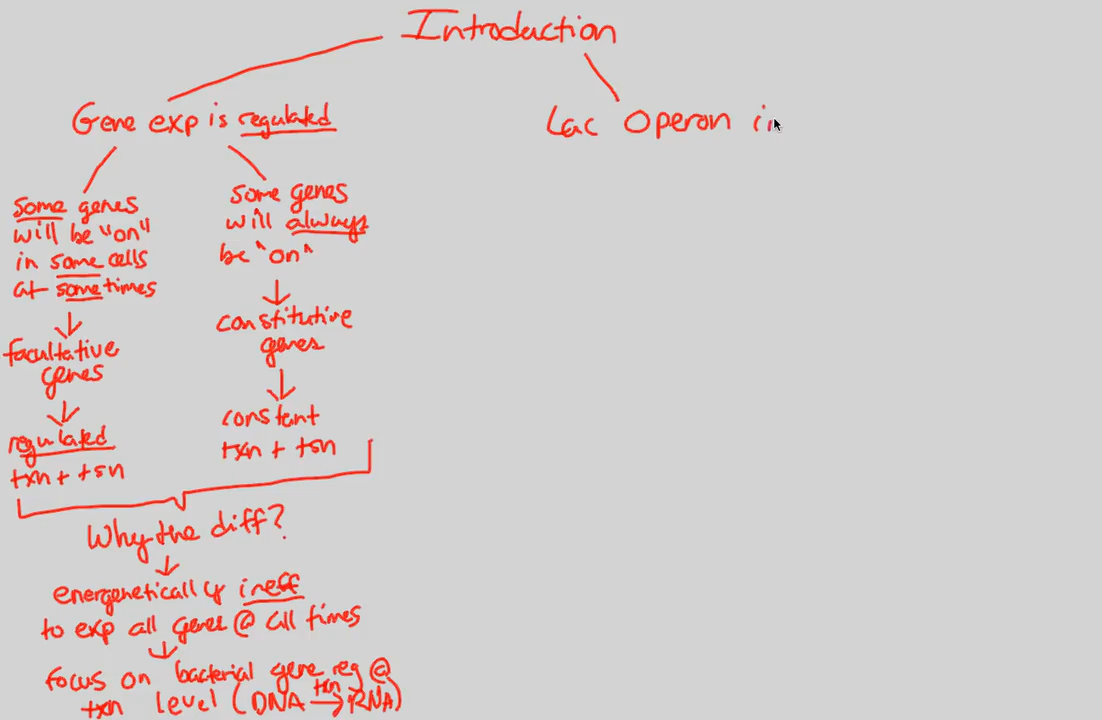 Introduction
Gene exp is regulated
Some genes
will be "on"
in some cells
at some times
facultative
genes
regulated
txn + tsn
Some genes
will always
be "on"
constitutive
genes
constant
txn + tsn
Why the diff?
energenetically ineff
to exp all genes @ all times
focus on bacterial gene reg @
txn level (DNA txn→ RNA)
Lac Operon in